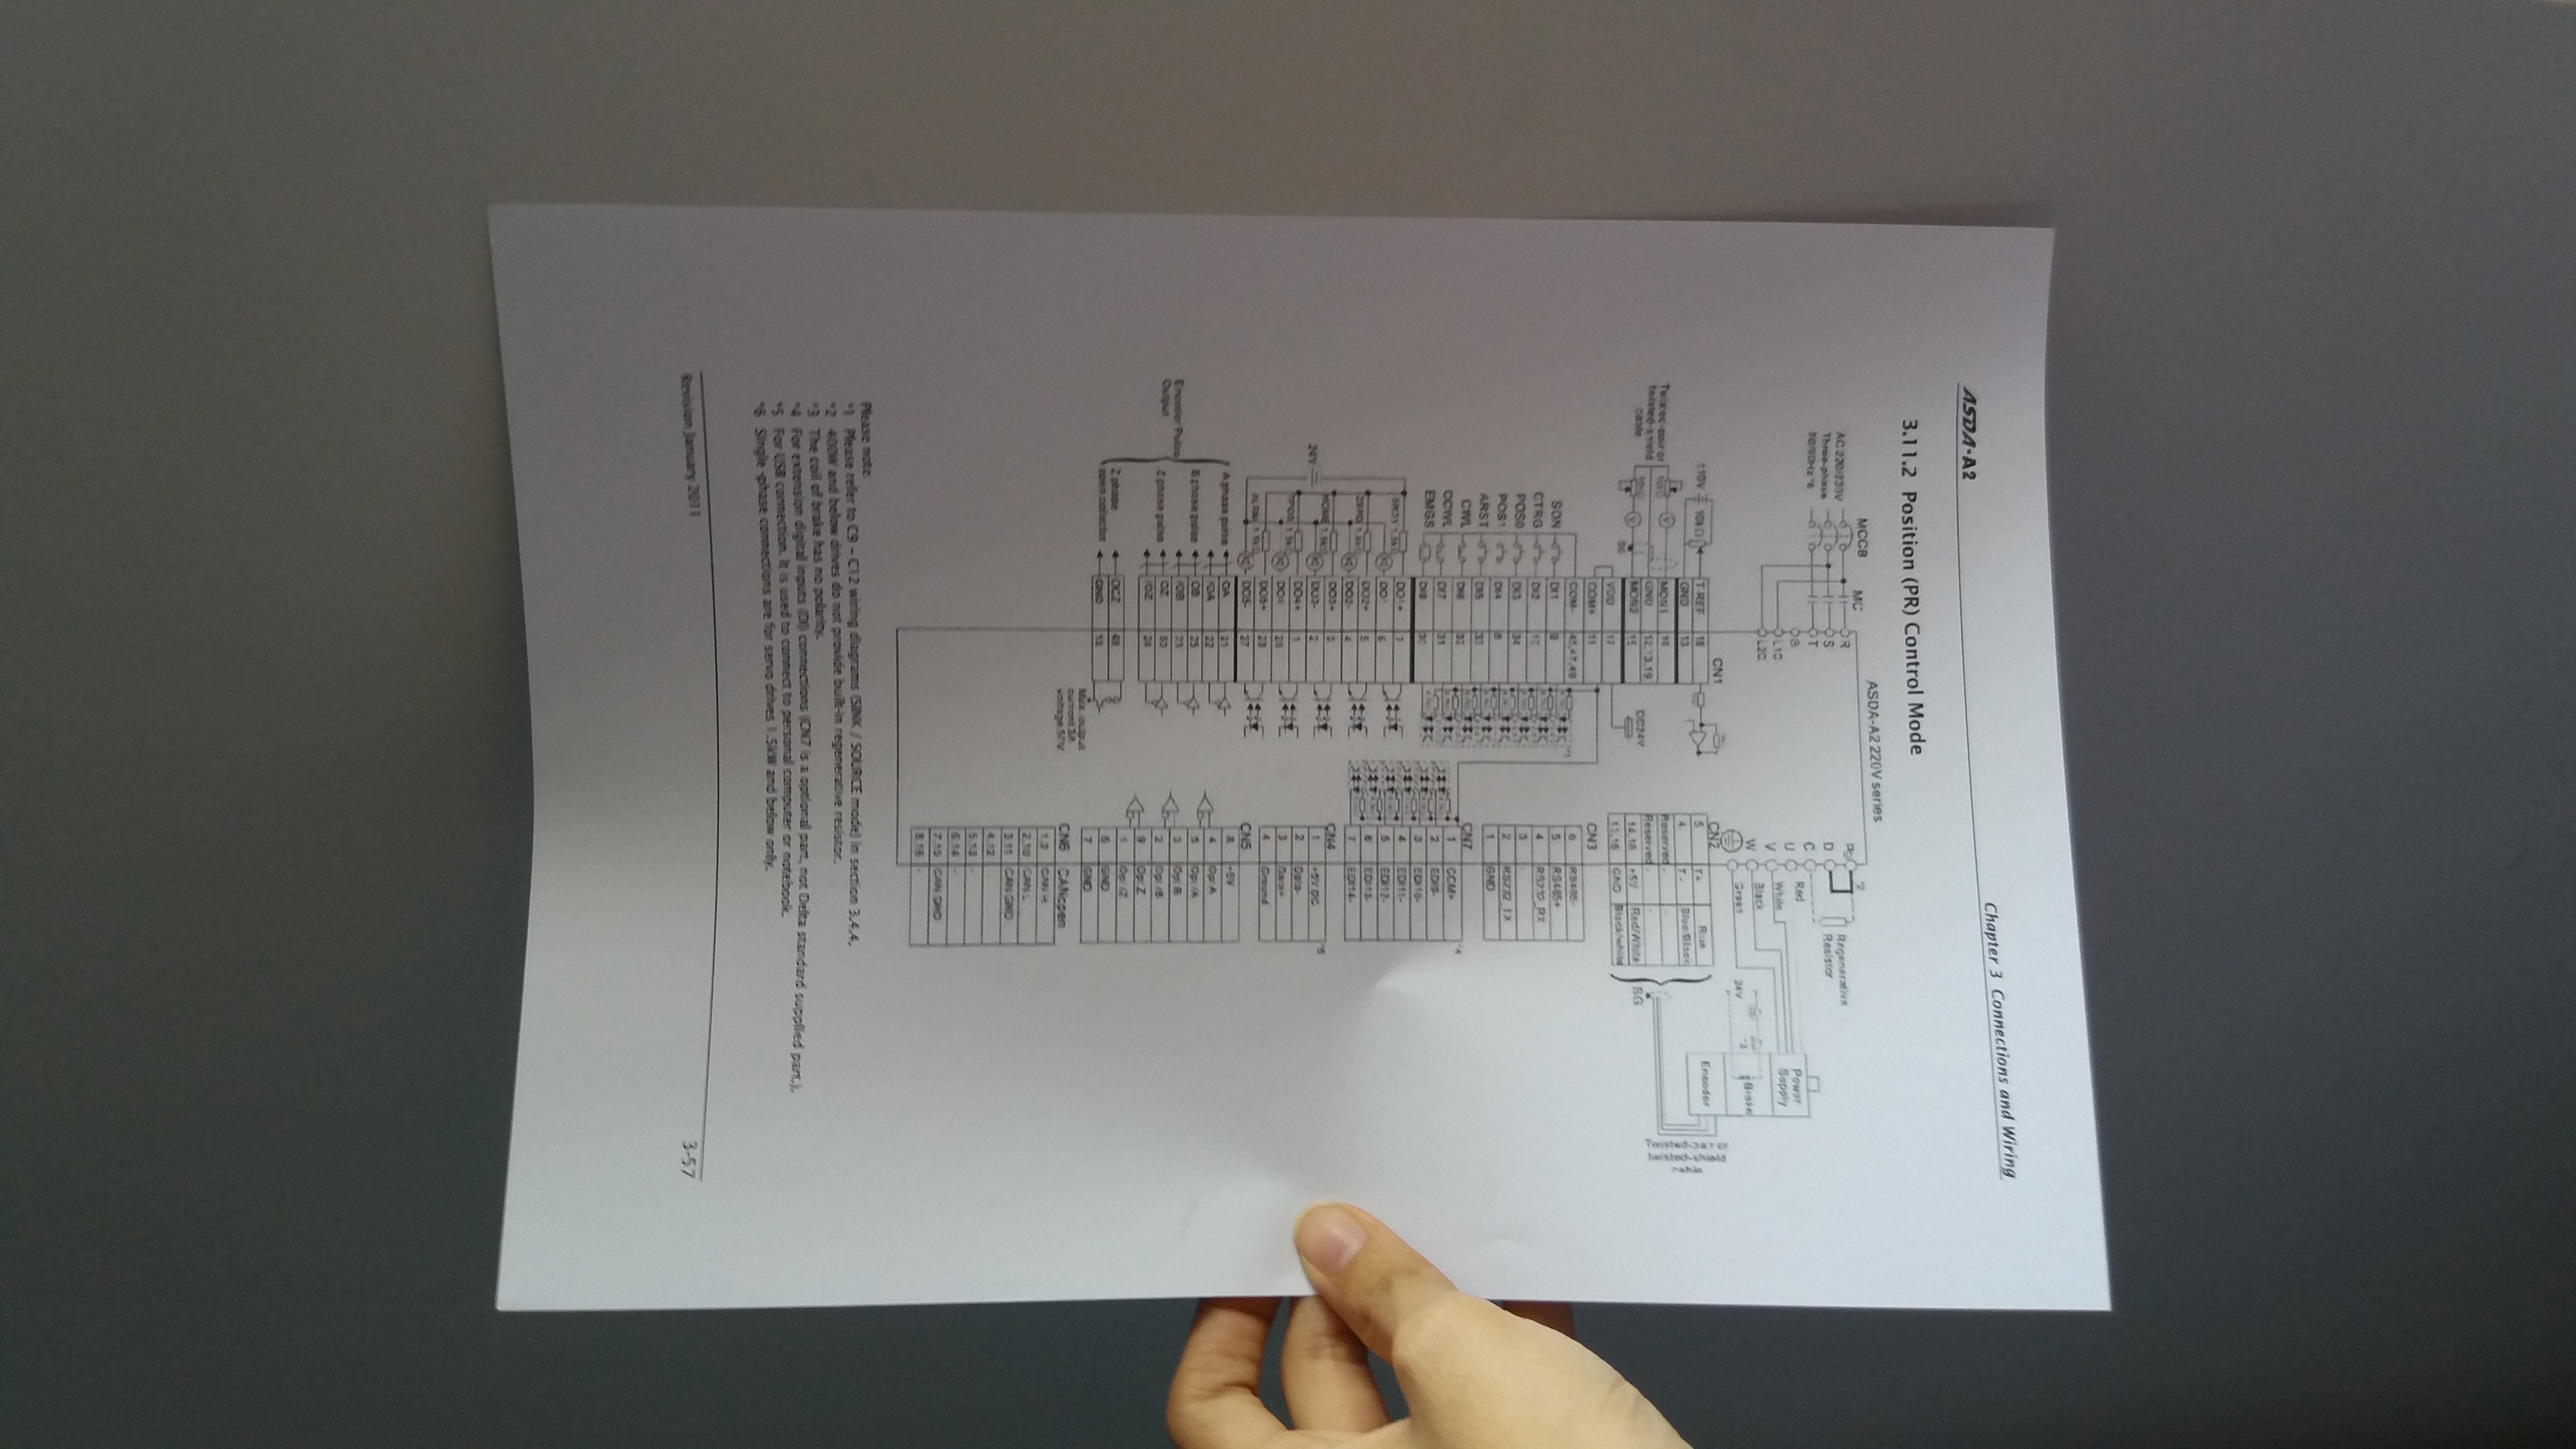 ASDA-A2 Chapter 3 Connections and Wiring
3.11.2 Position (PR) Control Mode
ASDA-A2 220V series
MCCB MC
AC 220/230V
Three-phase
50/60Hz *6
R
S
T
L1C
L2C
*2
D
C
Regenerative
Resistor
U Red
V White
W Black
Green
Power
Supply
Brake
24V
*3
Encoder
CN1
±10V
10kΩ
T-REF 18
GND 13
MON1 16
GND 12,13,19
MON2 15
Twisted-pair or
twisted-shield
cable
SG
VDD 17
COM+ 11
COM- 45,47,49
DC24V
SON DI1 9
CTRG DI2 10
POS0 DI3 34
POS1 DI4 8
ARST DI5 33
CWL DI6 32
CCWL DI7 31
EMGS DI8 30
SRDY 1.5K DO1+ 7
6
ZSPD 1.5K DO2+ 5
DO2- 4
HOME 1.5K DO3+ 3
DO3- 2
TPOS 1.5K DO4+ 1
DO4- 26
ALRM 1.5K DO5+ 28
DO5- 27
24V
Encoder Pulse
Output
A phase pulse
OA 21
/OA 22
B phase pulse
OB 25
/OB 23
Z phase pulse
OZ 50
/OZ 24
Z phase
open collector
OCZ 48
GND 13
Max. output
current 3A
voltage 50V
CN2
5 T+ Blue
4 T- Blue/Black
- Reserved -
- Reserved -
14,16 +5V Red/White
13,15 GND Black/White
SG
Twisted-pair or
twisted-shield
CN3
6 RS485-
5 RS485+
4 RS232_RX
3 -
2 RS232_TX
1 GND
CN7
1 COM+ *4
2 EDI9-
3 EDI10-
4 EDI11-
5 EDI12-
6 EDI13-
7 EDI14-
CN4
1 +5V DC *5
2 Data-
3 Data+
4 Ground
CN5
8 +5V
4 Opt/A
5 Opt/A
3 Opt/B
2 Opt/B
9 Opt/Z
1 Opt/Z
6 GND
7 GND
CN6 CANopen
1,9 CAN H
2,10 CAN L
3,11 CAN GND
4,12
5,13 -
6,14 -
7,15 CAN GND
8,16 -
Please note:
*1 Please refer to C9 ~ C12 wiring diagrams (SINK / SOURCE mode) in section 3.4.4.
*2 400W and below drives do not provide built-in regenerative resistor.
*3 The coil of brake has no polarity.
*4 For extension digital inputs (DI) connections (CN7 is a optional part, not Delta standard supplied part.).
*5 For USB connection. It is used to connect to personal computer or notebook.
*6 Single-phase connections are for servo drives 1.5kW and below only.
Revision January 2011 3-57